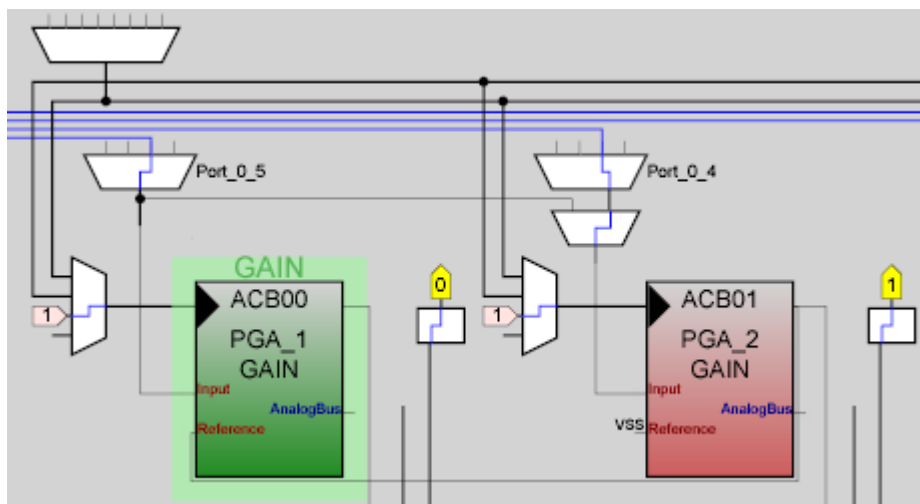 Port_0_5
Port_0_4
GAIN
0
1
1
1
ACB00
PGA_1
GAIN
Input
AnalogBus
Reference
ACB01
PGA_2
GAIN
Input
AnalogBus
VSS
Reference